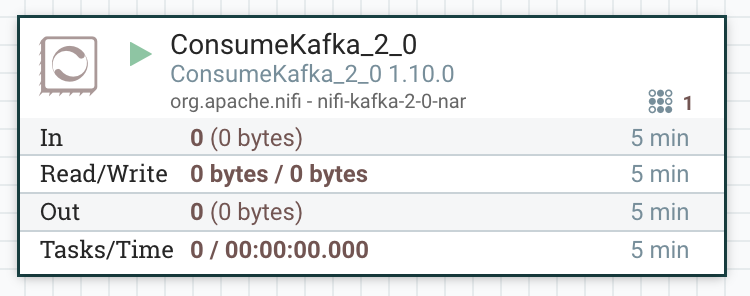 ConsumeKafka_2_0
ConsumeKafka_2_0 1.10.0
org.apache.nifi - nifi-kafka-2-0-nar
1
In 0 (0 bytes) 5 min
Read/Write 0 bytes / 0 bytes 5 min
Out 0 (0 bytes) 5 min
Tasks/Time 0 / 00:00:00.000 5 min